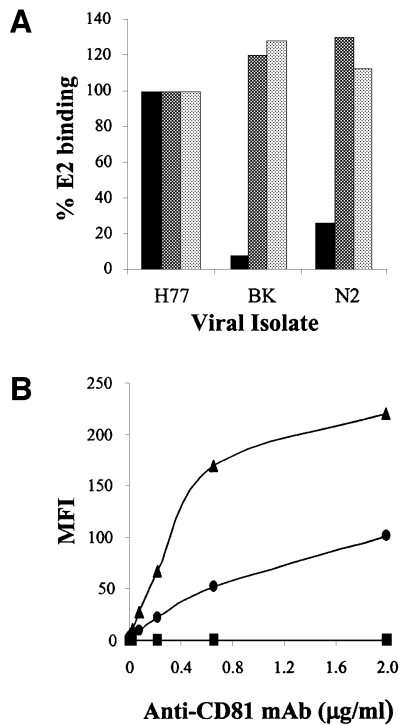 A
140
120
100
80
60
40
20
0
% E2 binding
H77 BK N2
Viral Isolate
B
250
200
150
100
50
0
MFI
0 0.4 0.8 1.2 1.6 2.0
Anti-CD81 mAb (µg/ml)